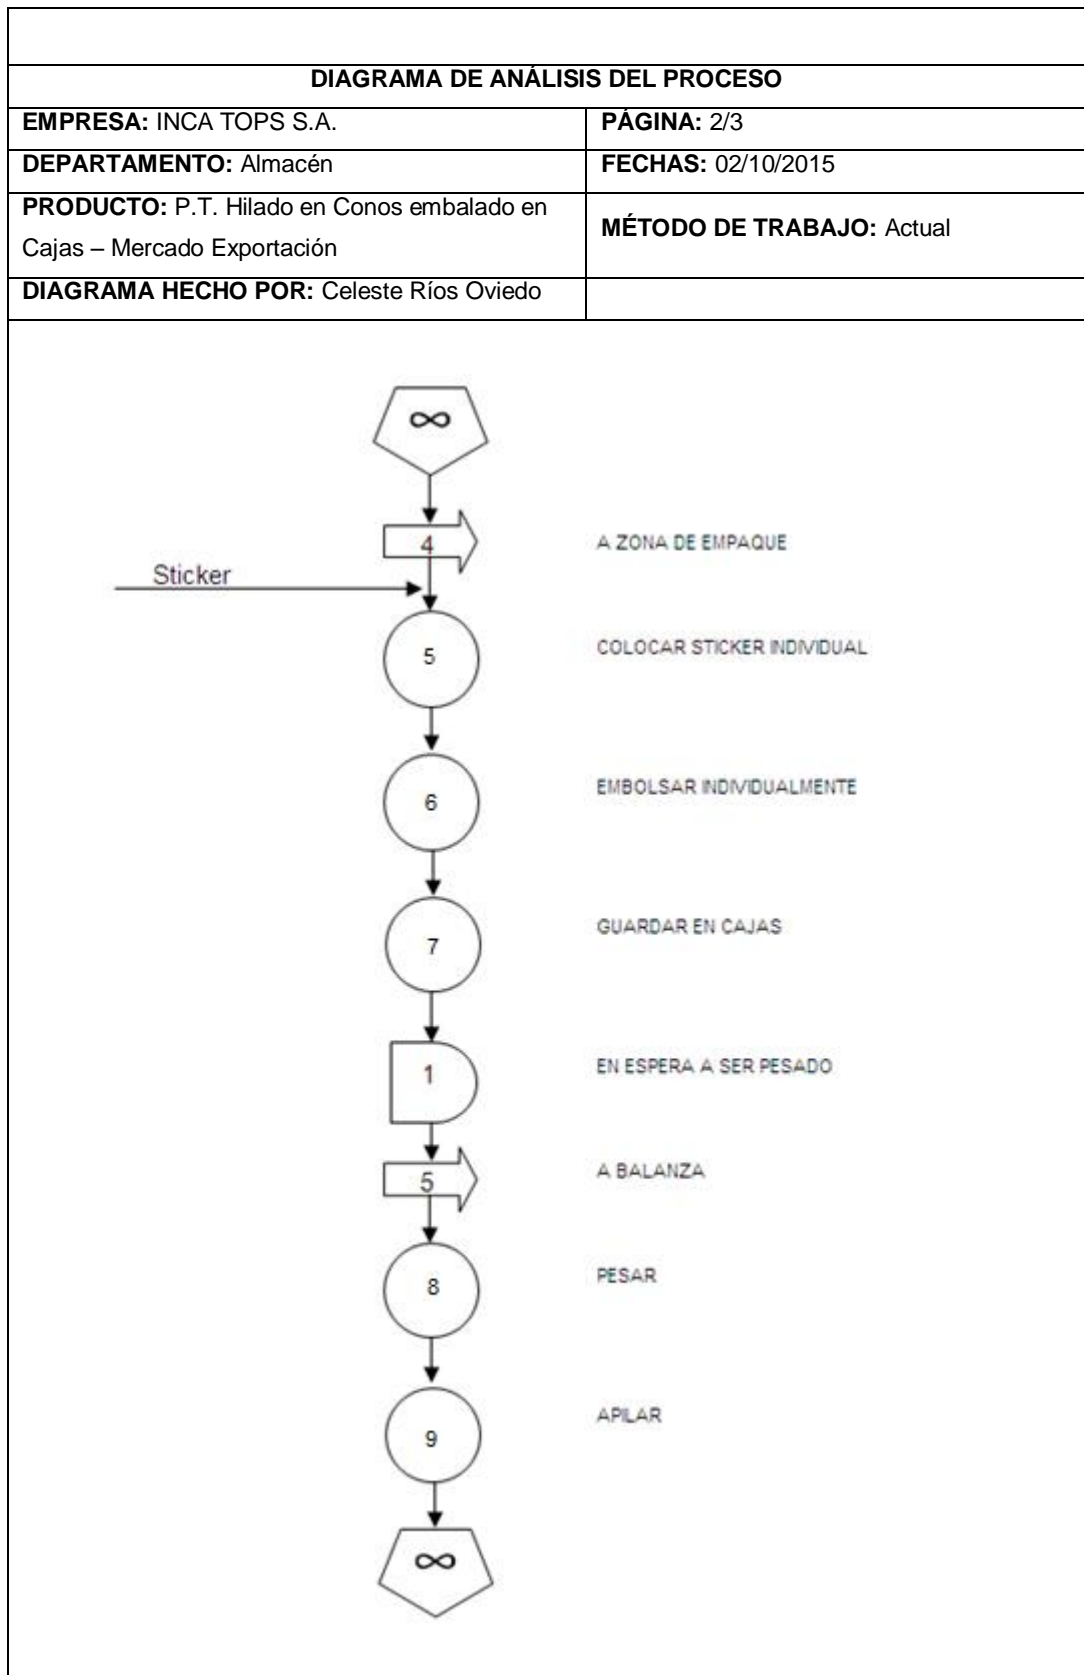 DIAGRAMA DE ANÁLISIS DEL PROCESO
EMPRESA: INCA TOPS S.A.
PÁGINA: 2/3
DEPARTAMENTO: Almacén
FECHAS: 02/10/2015
PRODUCTO: P.T. Hilado en Conos embalado en
Cajas – Mercado Exportación
MÉTODO DE TRABAJO: Actual
DIAGRAMA HECHO POR: Celeste Ríos Oviedo
∞
4
A ZONA DE EMPAQUE
Sticker
5
COLOCAR STICKER INDIVIDUAL
6
EMBOLSAR INDIVIDUALMENTE
7
GUARDAR EN CAJAS
1
EN ESPERA A SER PESADO
5
A BALANZA
8
PESAR
9
APILAR
∞